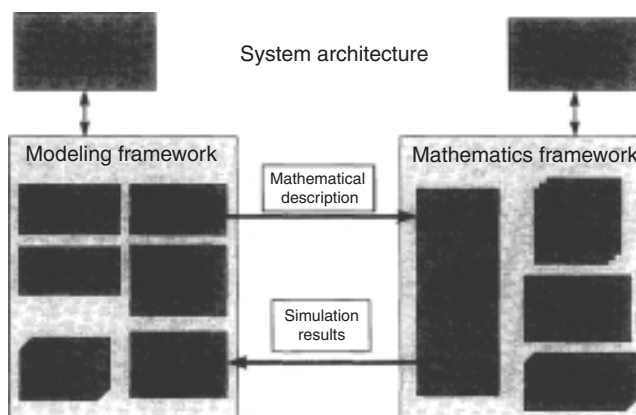 System architecture
Modeling framework
Mathematics framework
Mathematical
description
Simulation
results